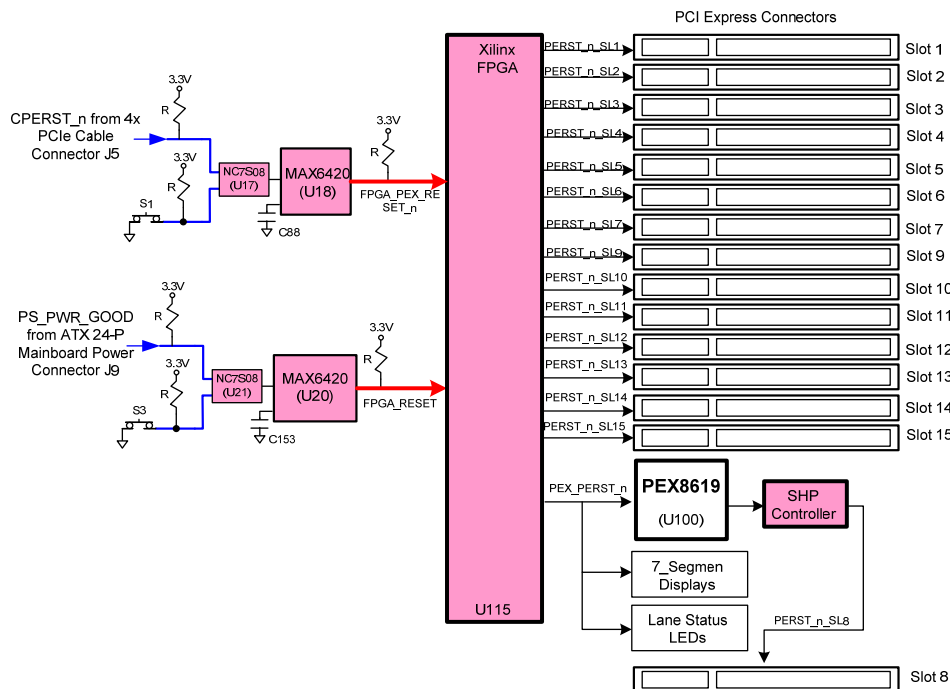 PCI Express Connectors
Xilinx
FPGA
U115
3.3V
R
CPERST_n from 4x
PCIe Cable
Connector J5
3.3V
R
S1
NC7S08
(U17)
MAX6420
(U18)
C88
3.3V
R
FPGA_PEX_RE
SET_n
3.3V
R
PS_PWR_GOOD
from ATX 24-P
Mainboard Power
Connector J9
3.3V
R
S3
NC7S08
(U21)
MAX6420
(U20)
C153
3.3V
R
FPGA_RESET
PERST_n_SL1
Slot 1
PERST_n_SL2
Slot 2
PERST_n_SL3
Slot 3
PERST_n_SL4
Slot 4
PERST_n_SL5
Slot 5
PERST_n_SL6
Slot 6
PERST_n_SL7
Slot 7
PERST_n_SL9
Slot 9
PERST_n_SL10
Slot 10
PERST_n_SL11
Slot 11
PERST_n_SL12
Slot 12
PERST_n_SL13
Slot 13
PERST_n_SL14
Slot 14
PERST_n_SL15
Slot 15
PEX_PERST_n
PEX8619
(U100)
SHP
Controller
7_Segmen
Displays
Lane Status
LEDs
PERST_n_SL8
Slot 8